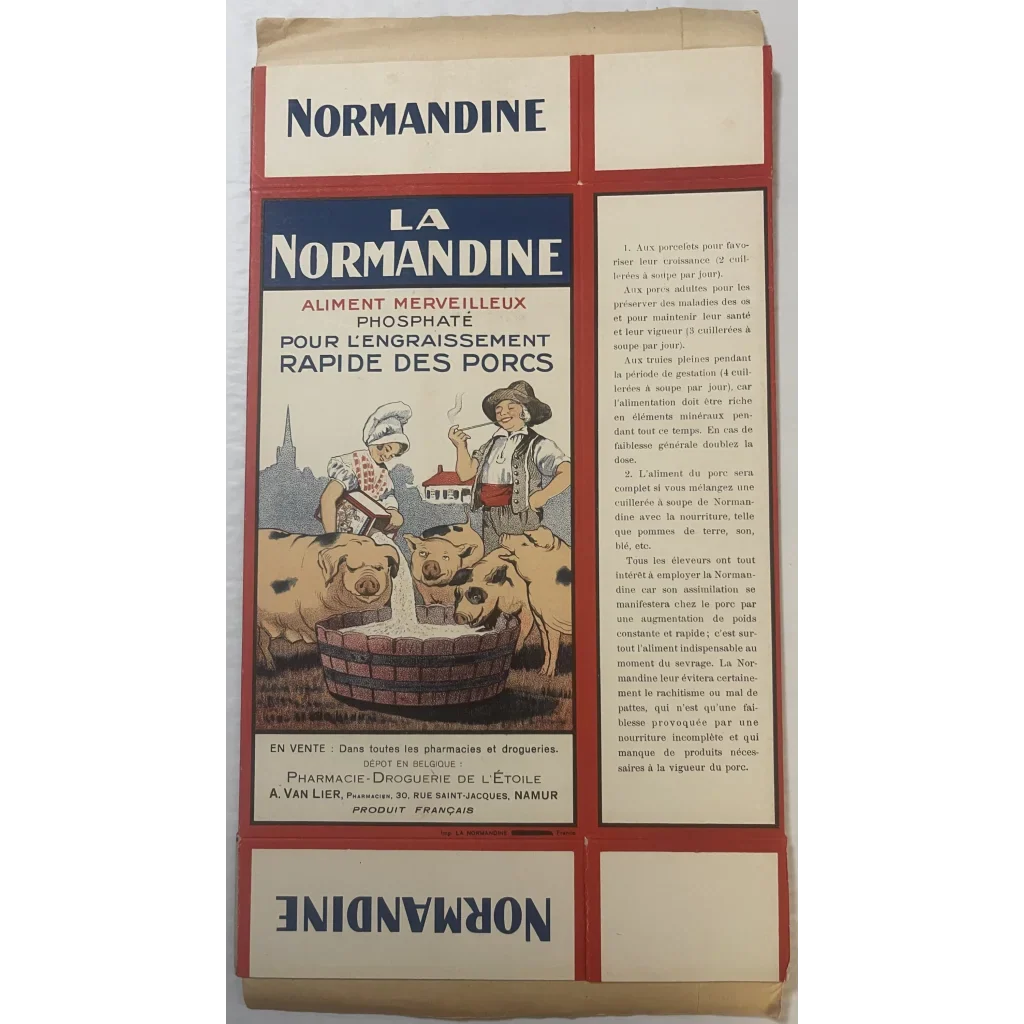 NORMANDINE
LA
NORMANDINE
ALIMENT MERVEILLEUX
PHOSPHATÉ
POUR L'ENGRAISSEMENT
RAPIDE DES PORCS
EN VENTE : Dans toutes les pharmacies et drogueries.
DÉPOT EN BELGIQUE :
PHARMACIE-DROGUERIE DE L'ÉTOILE
A. VAN LIER, PHARMACIEN, 30, RUE SAINT-JACQUES, NAMUR
PRODUIT FRANÇAIS
Imp. LA NORMANDINE France
NORMANDINE
1. Aux porcelets pour favo-
riser leur croissance (2 cuil-
lerées à soupe par jour).
Aux porcs adultes pour les
préserver des maladies des os
et pour maintenir leur santé
et leur vigueur (3 cuillerées à
soupe par jour).
Aux truies pleines pendant
la période de gestation (4 cuil-
lerées à soupe par jour), car
l'alimentation doit être riche
en éléments minéraux pen-
dant tout ce temps. En cas de
faiblesse générale doublez la
dose.
2. L'aliment du porc sera
complet si vous mélangez une
cuillerée à soupe de Norman-
dine avec la nourriture, telle
que pommes de terre, son,
blé, etc.
Tous les éleveurs ont tout
intérêt à employer la Norman-
dine car son assimilation se
manifestera chez le porc par
une augmentation de poids
constante et rapide; c'est sur-
tout l'aliment indispensable au
moment du sevrage. La Nor-
mandine leur évitera certaine-
ment le rachitisme ou mal de
pattes, qui n'est qu'une fai-
blesse provoquée par une
nourriture incomplète et qui
manque de produits néces-
saires à la vigueur du porc.